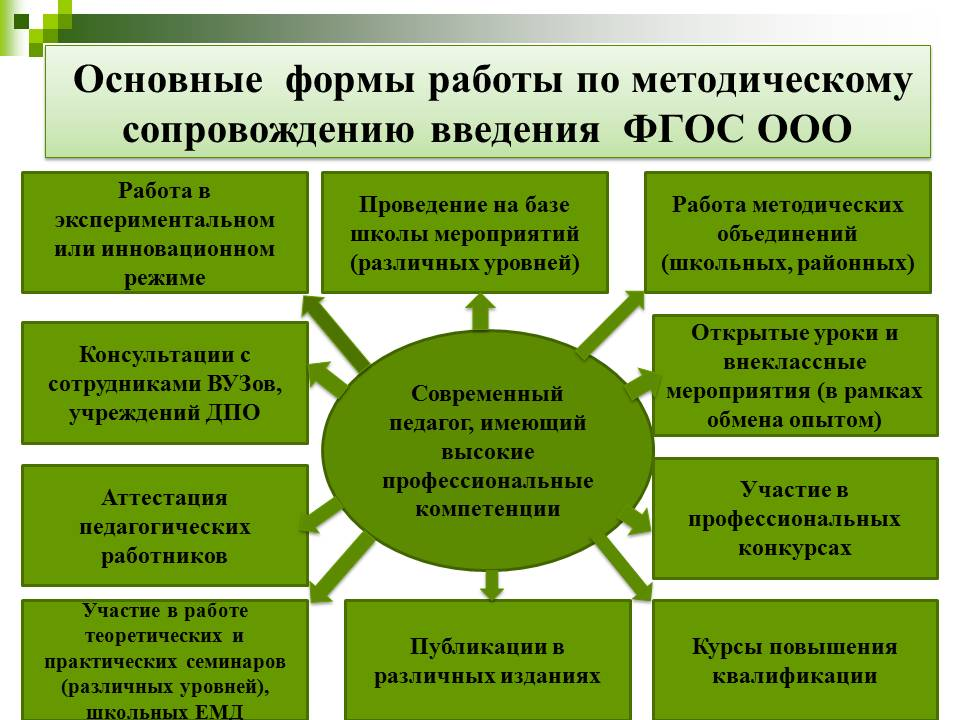 Основные формы работы по методическому
сопровождению введения ФГОС ООО
Работа в
экспериментальном
или инновационном
режиме
Проведение на базе
школы мероприятий
(различных уровней)
Работа методических
объединений
(школьных, районных)
Консультации с
сотрудниками ВУЗов,
учреждений ДПО
Современный
педагог, имеющий
высокие
профессиональные
компетенции
Открытые уроки и
внеклассные
мероприятия (в рамках
обмена опытом)
Аттестация
педагогических
работников
Участие в
профессиональных
конкурсах
Участие в работе
теоретических и
практических семинаров
(различных уровней),
школьных ЕМД
Публикации в
различных изданиях
Курсы повышения
квалификации